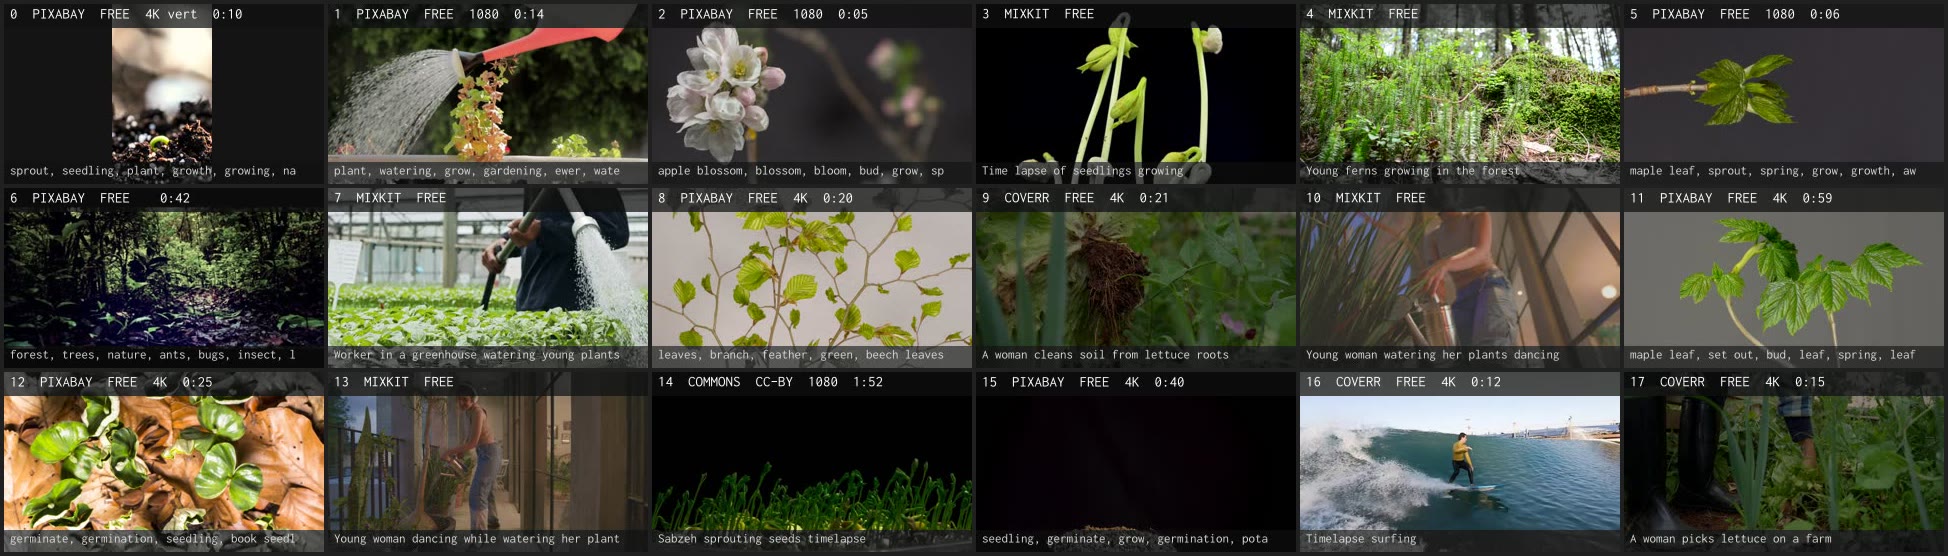 0 PIXABAY FREE 4K vert 0:10
sprout, seedling, plant, growth, growing, na
1 PIXABAY FREE 1080 0:14
plant, watering, grow, gardening, ewer, wate
2 PIXABAY FREE 1080 0:05
apple blossom, blossom, bloom, bud, grow, sp
3 MIXKIT FREE
Time lapse of seedlings growing
4 MIXKIT FREE
Young ferns growing in the forest
5 PIXABAY FREE 1080 0:06
maple leaf, sprout, spring, grow, growth, aw
6 PIXABAY FREE 0:42
forest, trees, nature, ants, bugs, insect, l
7 MIXKIT FREE
Worker in a greenhouse watering young plants
8 PIXABAY FREE 4K 0:20
leaves, branch, feather, green, beech leaves
9 COVERR FREE 4K 0:21
A woman cleans soil from lettuce roots
10 MIXKIT FREE
Young woman watering her plants dancing
11 PIXABAY FREE 4K 0:59
maple leaf, set out, bud, leaf, spring, leaf
12 PIXABAY FREE 4K 0:25
germinate, germination, seedling, book seedl
13 MIXKIT FREE
Young woman dancing while watering her plant
14 COMMONS CC-BY 1080 1:52
Sabzeh sprouting seeds timelapse
15 PIXABAY FREE 4K 0:40
seedling, germinate, grow, germination, pota
16 COVERR FREE 4K 0:12
Timelapse surfing
17 COVERR FREE 4K 0:15
A woman picks lettuce on a farm